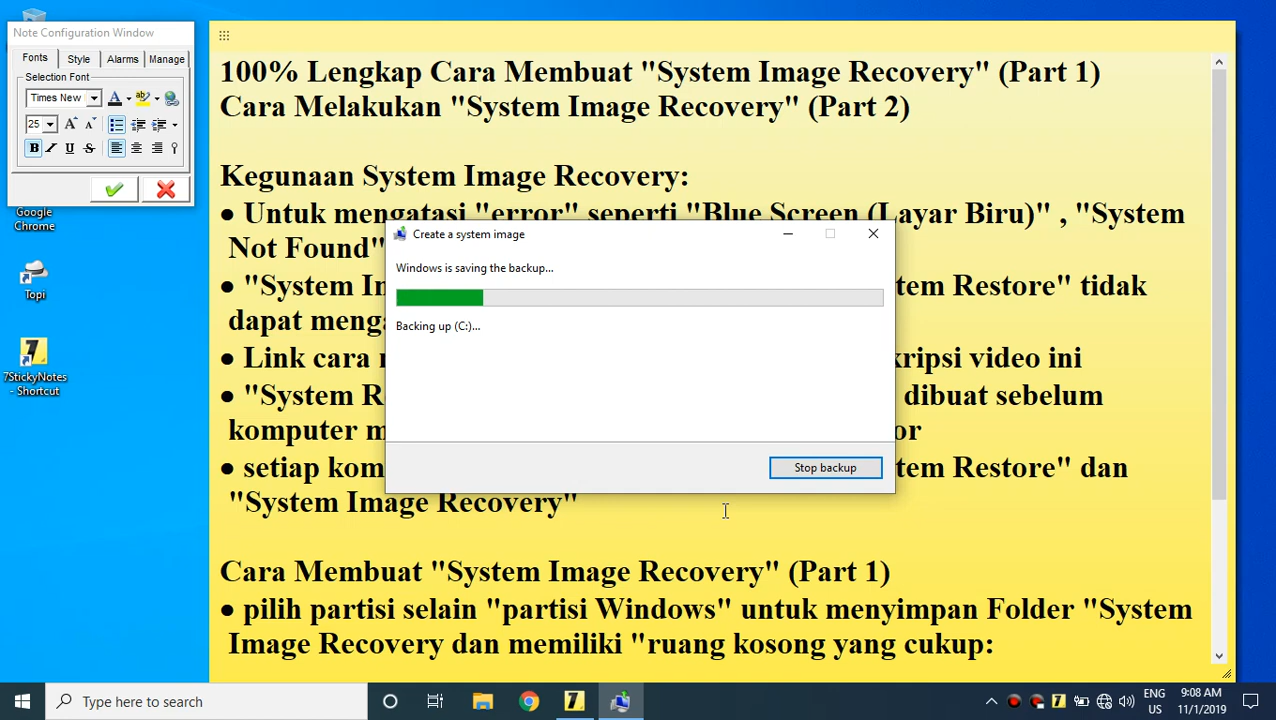 Note Configuration Window
Fonts Style Alarms Manage
Selection Font
Times New
25
Google
Chrome
Topi
7StickyNotes
- Shortcut
100% Lengkap Cara Membuat "System Image Recovery" (Part 1)
Cara Melakukan "System Image Recovery" (Part 2)
Kegunaan System Image Recovery:
• Untuk mengatasi "error" seperti "Blue Screen (Layar Biru)" , "System
Not Found"
• "System Im
tem Restore" tidak
dapat menga
• Link cara
kripsi video ini
• "System R
dibuat sebelum
komputer m
or
• setiap kom
tem Restore" dan
"System Image Recovery"
Cara Membuat "System Image Recovery" (Part 1)
• pilih partisi selain "partisi Windows" untuk menyimpan Folder "System
Image Recovery dan memiliki "ruang kosong yang cukup:
Create a system image
Windows is saving the backup...
Backing up (C:)...
Stop backup
Type here to search
ENG
US
9:08 AM
11/1/2019